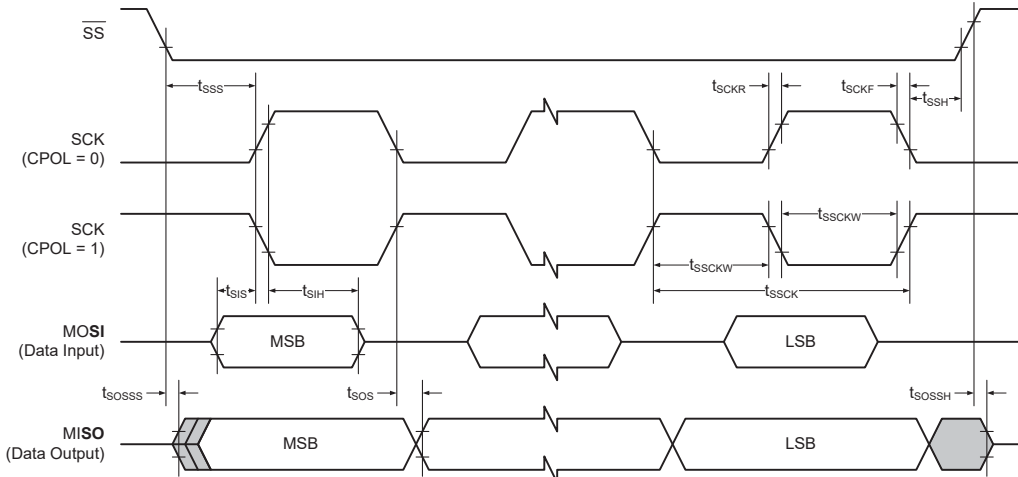 SS
tSSS
tSCKR
tSCKF
tSSH
SCK
(CPOL = 0)
SCK
(CPOL = 1)
tSSCKW
tSSCKW
tSSCK
tSIS
tSIH
MOSI
(Data Input)
MSB
LSB
tSOSSS
tSOS
tSOSSH
MISO
(Data Output)
MSB
LSB